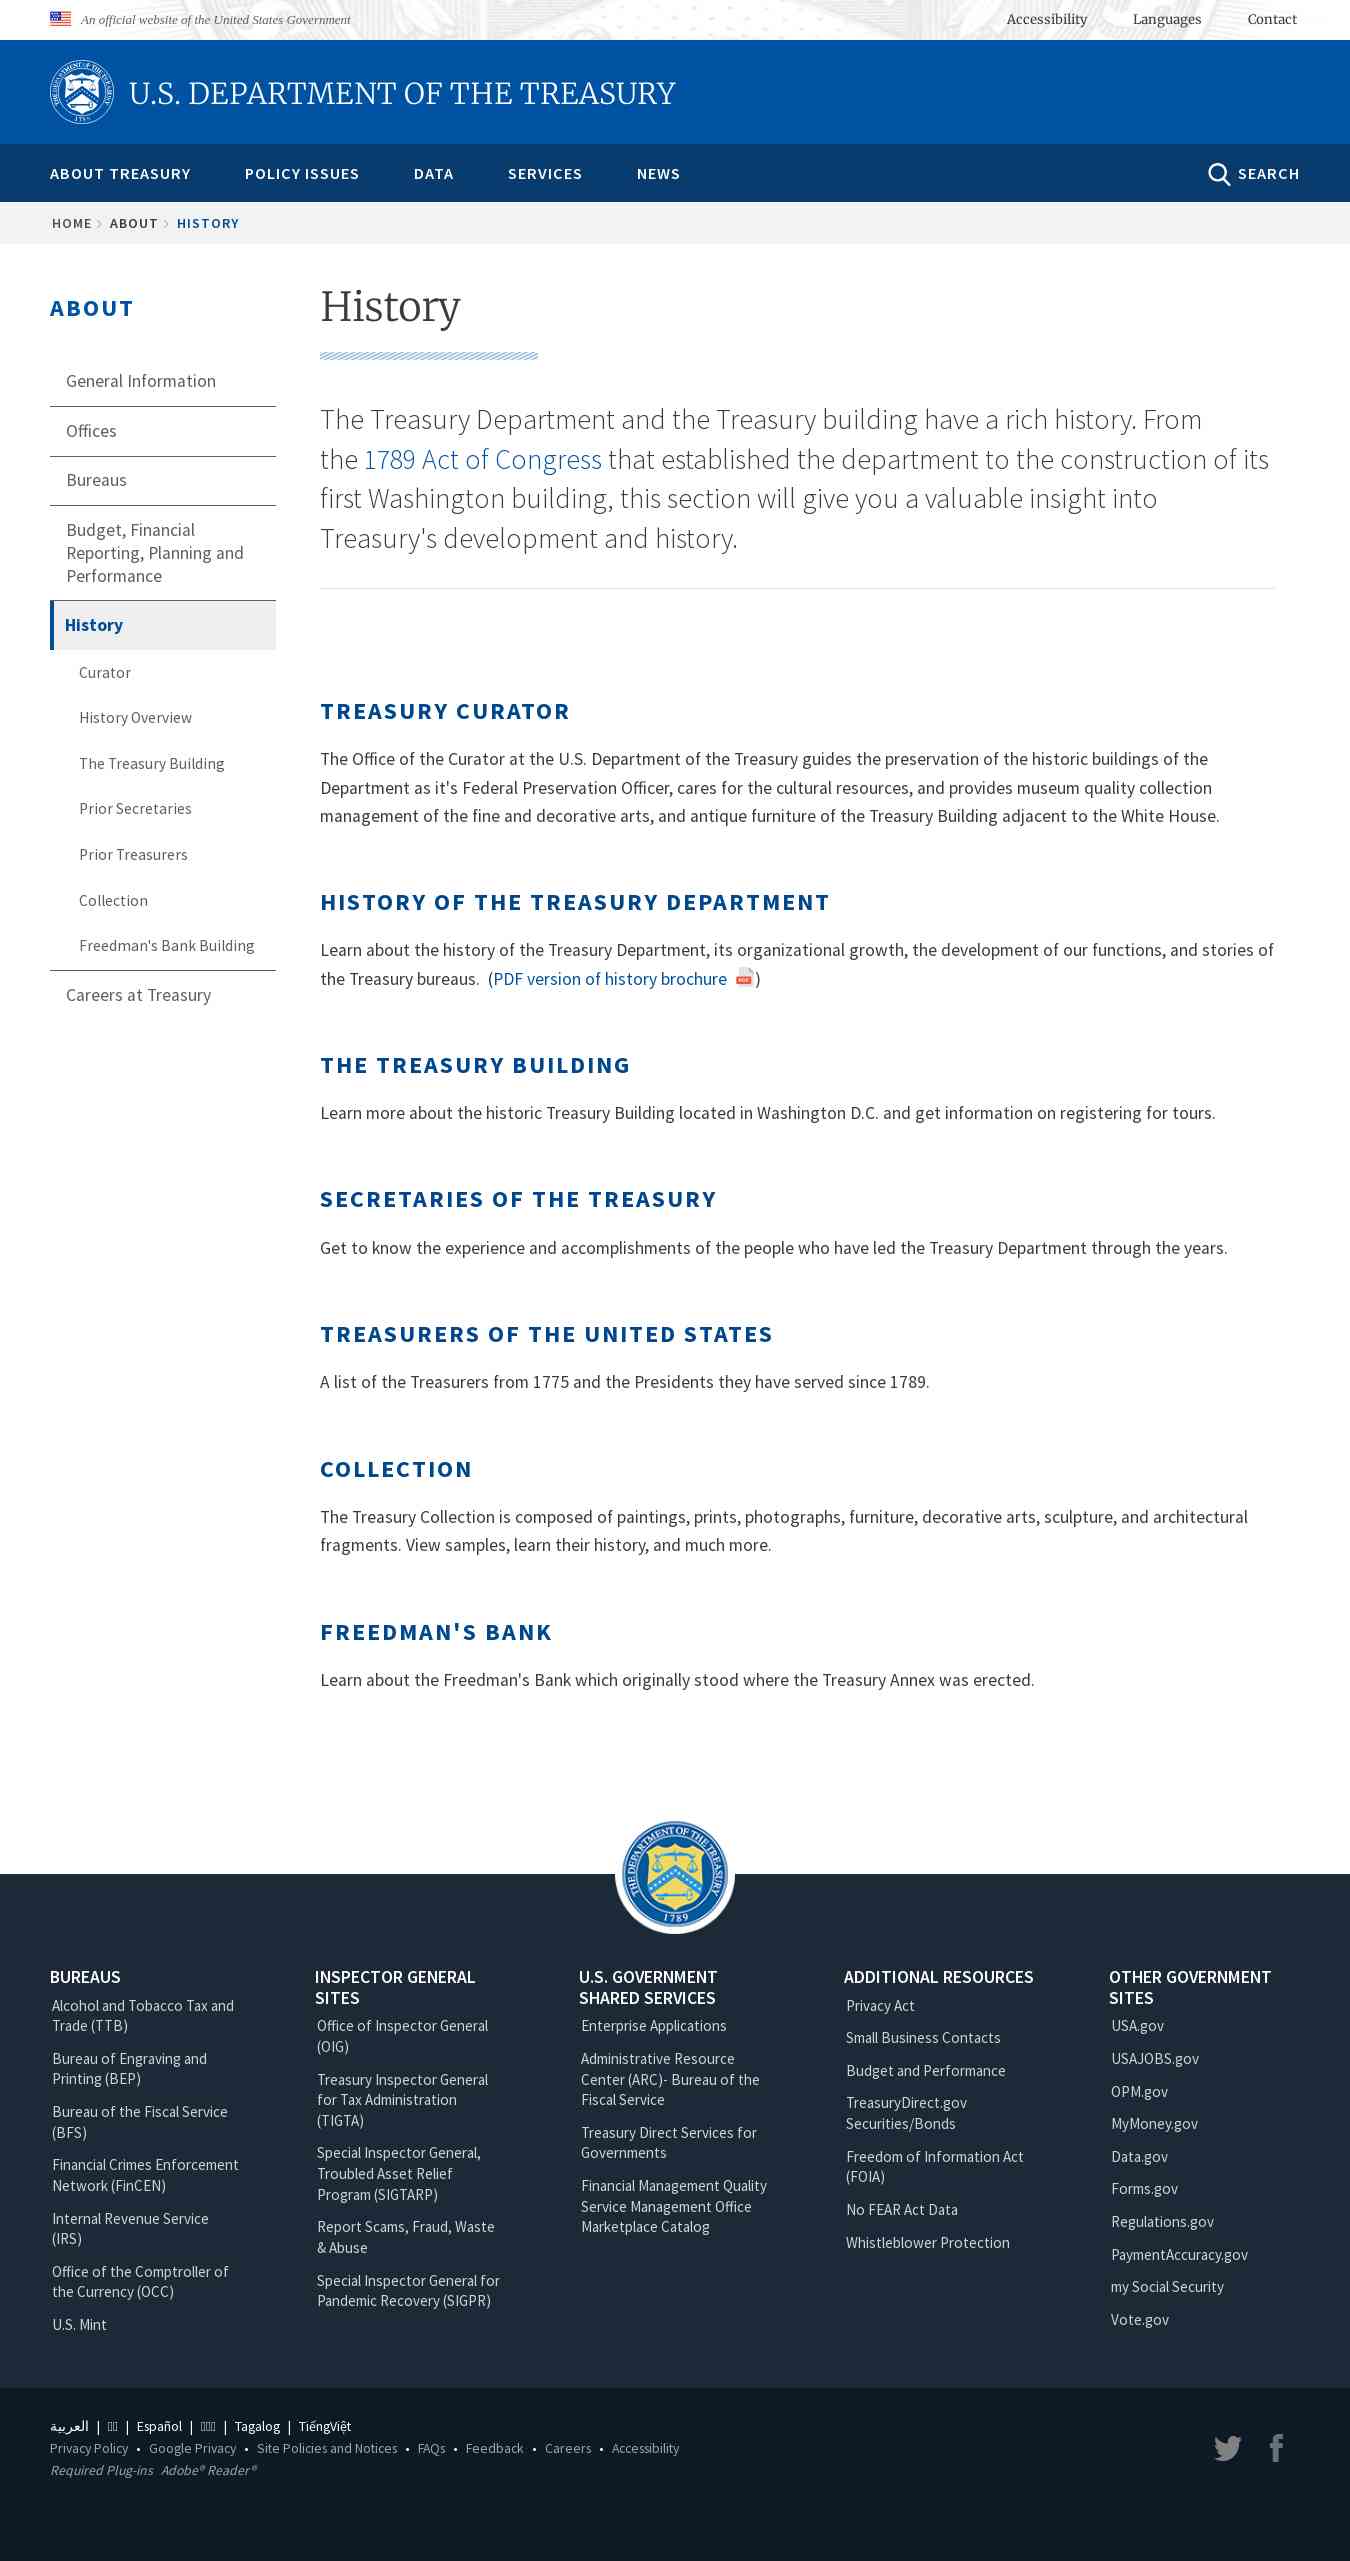 An official website of the United States Government
Accessibility Languages Contact
U.S. DEPARTMENT OF THE TREASURY
ABOUT TREASURY POLICY ISSUES DATA SERVICES NEWS SEARCH
HOME ABOUT HISTORY
ABOUT
General Information
Offices
Bureaus
Budget, Financial
Reporting, Planning and
Performance
History
Curator
History Overview
The Treasury Building
Prior Secretaries
Prior Treasurers
Collection
Freedman's Bank Building
Careers at Treasury
History
The Treasury Department and the Treasury building have a rich history. From
the 1789 Act of Congress that established the department to the construction of its
first Washington building, this section will give you a valuable insight into
Treasury's development and history.
TREASURY CURATOR
The Office of the Curator at the U.S. Department of the Treasury guides the preservation of the historic buildings of the
Department as it's Federal Preservation Officer, cares for the cultural resources, and provides museum quality collection
management of the fine and decorative arts, and antique furniture of the Treasury Building adjacent to the White House.
HISTORY OF THE TREASURY DEPARTMENT
Learn about the history of the Treasury Department, its organizational growth, the development of our functions, and stories of
the Treasury bureaus. (PDF version of history brochure )
THE TREASURY BUILDING
Learn more about the historic Treasury Building located in Washington D.C. and get information on registering for tours.
SECRETARIES OF THE TREASURY
Get to know the experience and accomplishments of the people who have led the Treasury Department through the years.
TREASURERS OF THE UNITED STATES
A list of the Treasurers from 1775 and the Presidents they have served since 1789.
COLLECTION
The Treasury Collection is composed of paintings, prints, photographs, furniture, decorative arts, sculpture, and architectural
fragments. View samples, learn their history, and much more.
FREEDMAN'S BANK
Learn about the Freedman's Bank which originally stood where the Treasury Annex was erected.
THE DEPARTMENT OF THE TREASURY
1789
BUREAUS
Alcohol and Tobacco Tax and
Trade (TTB)
Bureau of Engraving and
Printing (BEP)
Bureau of the Fiscal Service
(BFS)
Financial Crimes Enforcement
Network (FinCEN)
Internal Revenue Service
(IRS)
Office of the Comptroller of
the Currency (OCC)
U.S. Mint
INSPECTOR GENERAL
SITES
Office of Inspector General
(OIG)
Treasury Inspector General
for Tax Administration
(TIGTA)
Special Inspector General,
Troubled Asset Relief
Program (SIGTARP)
Report Scams, Fraud, Waste
& Abuse
Special Inspector General for
Pandemic Recovery (SIGPR)
U.S. GOVERNMENT
SHARED SERVICES
Enterprise Applications
Administrative Resource
Center (ARC)- Bureau of the
Fiscal Service
Treasury Direct Services for
Governments
Financial Management Quality
Service Management Office
Marketplace Catalog
ADDITIONAL RESOURCES
Privacy Act
Small Business Contacts
Budget and Performance
TreasuryDirect.gov
Securities/Bonds
Freedom of Information Act
(FOIA)
No FEAR Act Data
Whistleblower Protection
OTHER GOVERNMENT
SITES
USA.gov
USAJOBS.gov
OPM.gov
MyMoney.gov
Data.gov
Forms.gov
Regulations.gov
PaymentAccuracy.gov
my Social Security
Vote.gov
العربية | | Español | | Tagalog | TiếngViệt
Privacy Policy • Google Privacy • Site Policies and Notices • FAQs • Feedback • Careers • Accessibility
Required Plug-ins Adobe® Reader®